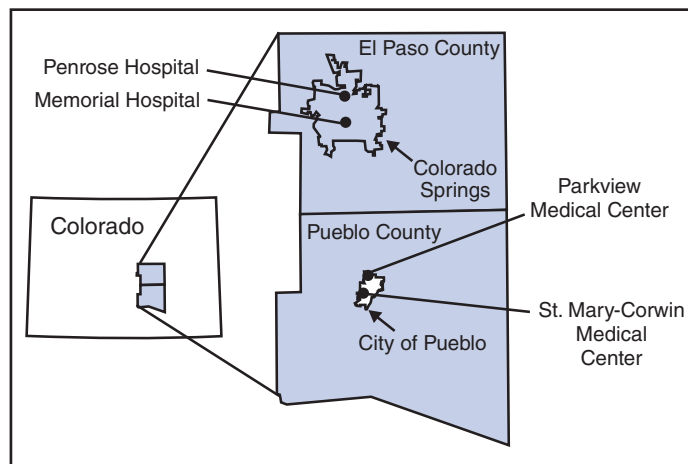 El Paso County
Penrose Hospital
Memorial Hospital
Colorado
Springs
Parkview
Medical Center
Colorado
Pueblo County
St. Mary-Corwin
Medical
Center
City of Pueblo